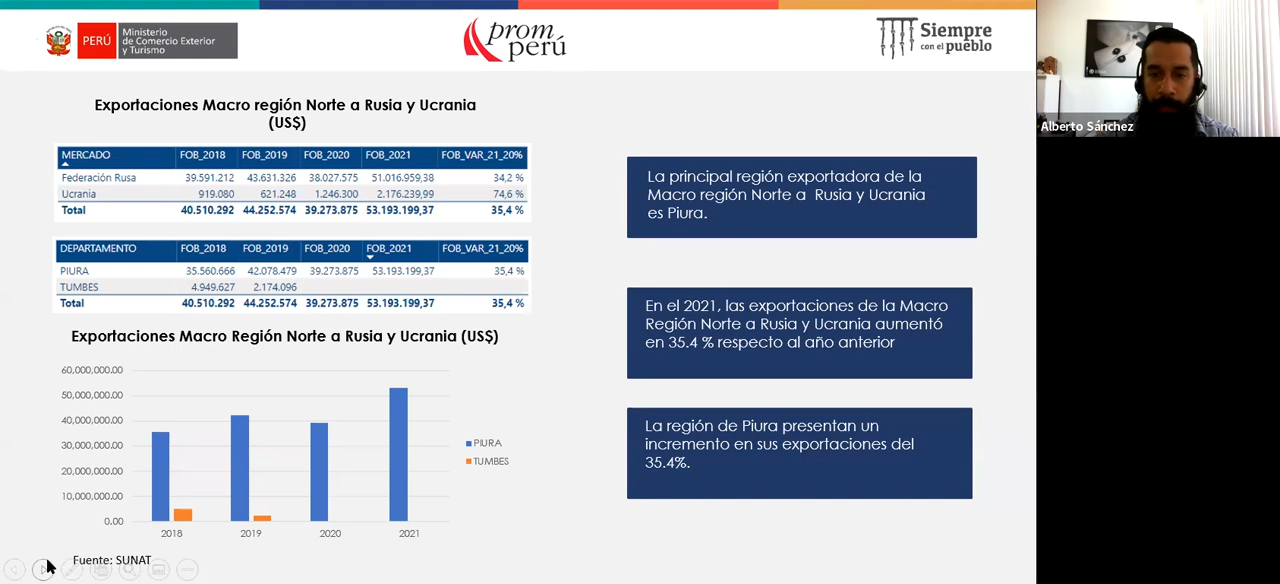 PERÚ
Ministerio
de Comercio Exterior
y Turismo
prom
perú
Siempre
con el pueblo
Alberto Sánchez
Exportaciones Macro región Norte a Rusia y Ucrania
(US$)
MERCADO FOB_2018 FOB_2019 FOB_2020 FOB_2021 FOB_VAR_21_20%
Federación Rusa 39.591.212 43.631.326 38.027.575 51.016.959,38 34,2 %
Ucrania 919.080 621.248 1.246.300 2.176.239,99 74,6 %
Total 40.510.292 44.252.574 39.273.875 53.193.199,37 35,4 %
DEPARTAMENTO FOB_2018 FOB_2019 FOB_2020 FOB_2021 FOB_VAR_21_20%
PIURA 35.560.666 42.078.479 39.273.875 53.193.199,37 35,4 %
TUMBES 4.949.627 2.174.096
Total 40.510.292 44.252.574 39.273.875 53.193.199,37 35,4 %
Exportaciones Macro Región Norte a Rusia y Ucrania (US$)
60,000,000.00
50,000,000.00
40,000,000.00
30,000,000.00
20,000,000.00
10,000,000.00
0.00
2018 2019 2020 2021
PIURA
TUMBES
Fuente: SUNAT
La principal región exportadora de la
Macro región Norte a Rusia y Ucrania
es Piura.
En el 2021, las exportaciones de la Macro
Región Norte a Rusia y Ucrania aumentó
en 35.4 % respecto al año anterior
La región de Piura presentan un
incremento en sus exportaciones del
35.4%.